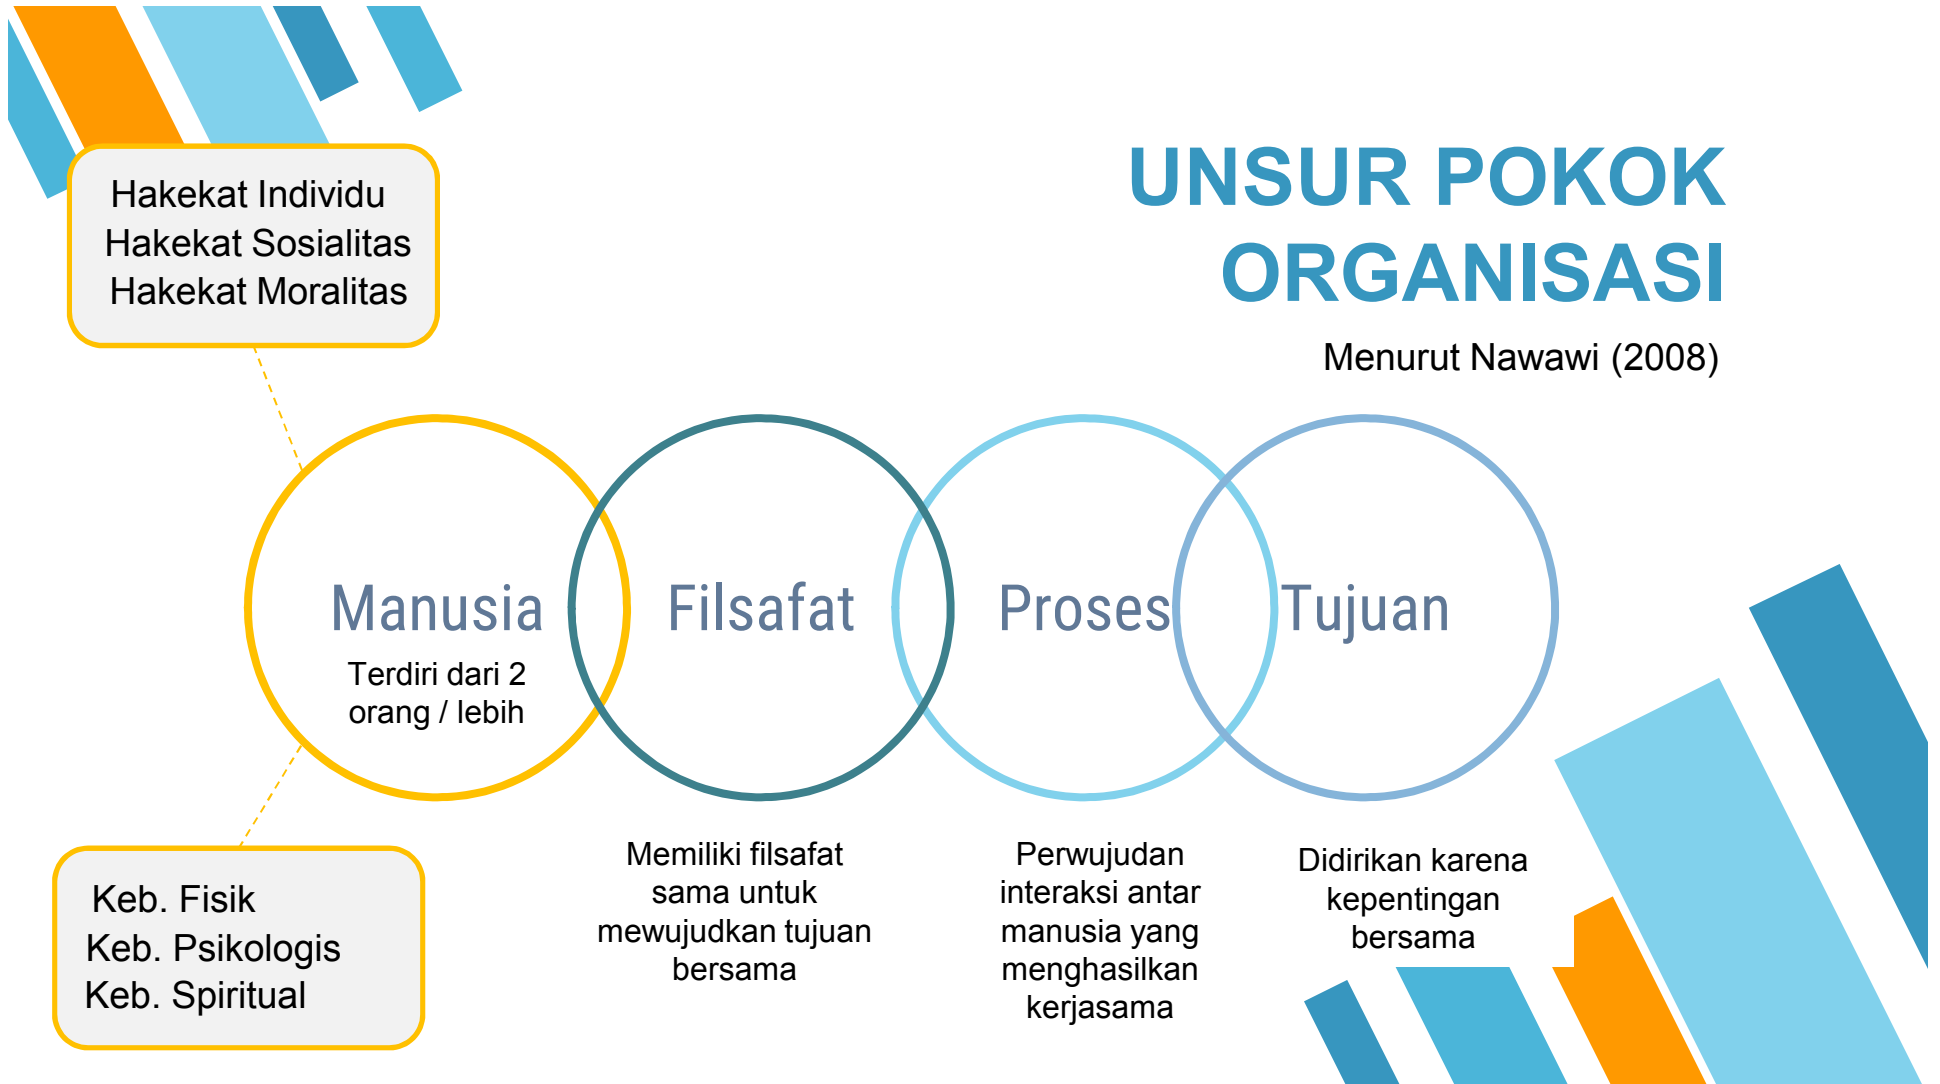 UNSUR POKOK
ORGANISASI
Menurut Nawawi (2008)
Hakekat Individu
Hakekat Sosialitas
Hakekat Moralitas
Manusia
Terdiri dari 2
orang / lebih
Filsafat
Proses
Tujuan
Keb. Fisik
Keb. Psikologis
Keb. Spiritual
Memiliki filsafat
sama untuk
mewujudkan tujuan
bersama
Perwujudan
interaksi antar
manusia yang
menghasilkan
kerjasama
Didirikan karena
kepentingan
bersama